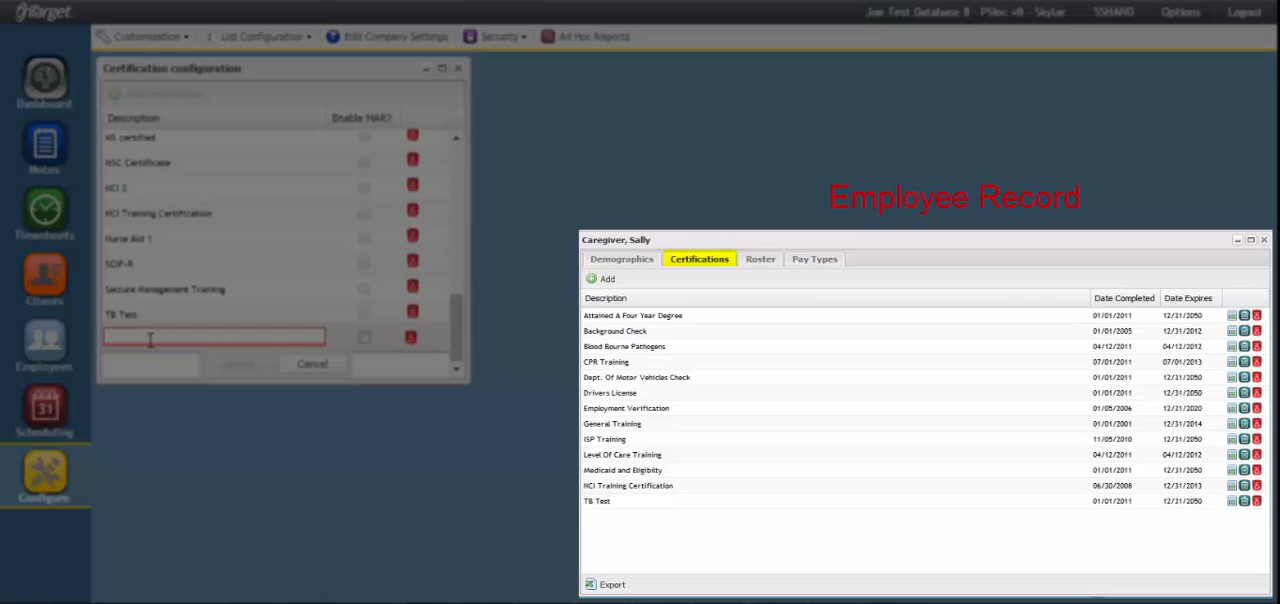 inTarget
Joe Test Database 8 - PSInc v8 - Skyler SSHAND Options Logout
Customization List Configuration Edit Company Settings Security Ad Hoc Reports
Dashboard
Notes
Timesheets
Clients
Employees
Scheduling
Configure
Certification configuration
Description Enable MAR?
NS certified
NSC Certificate
NCI 2
NCI Training Certification
Nurse Aid 1
SCIP-R
Seizure Management Training
TB Test
Cancel
Employee Record
Caregiver, Sally
Demographics Certifications Roster Pay Types
Add
Description Date Completed Date Expires
Attained A Four Year Degree 01/01/2011 12/31/2050
Background Check 01/01/2005 12/31/2012
Blood Bourne Pathogens 04/12/2011 04/12/2012
CPR Training 07/01/2011 07/01/2013
Dept. Of Motor Vehicles Check 01/01/2011 12/31/2050
Drivers License 01/01/2011 12/31/2050
Employment Verification 01/05/2006 12/31/2020
General Training 01/01/2001 12/31/2014
ISP Training 11/05/2010 12/31/2050
Level Of Care Training 04/12/2011 04/12/2012
Medicaid and Eligiblty 01/01/2011 12/31/2050
NCI Training Certification 06/30/2008 12/31/2013
TB Test 01/01/2011 12/31/2050
Export